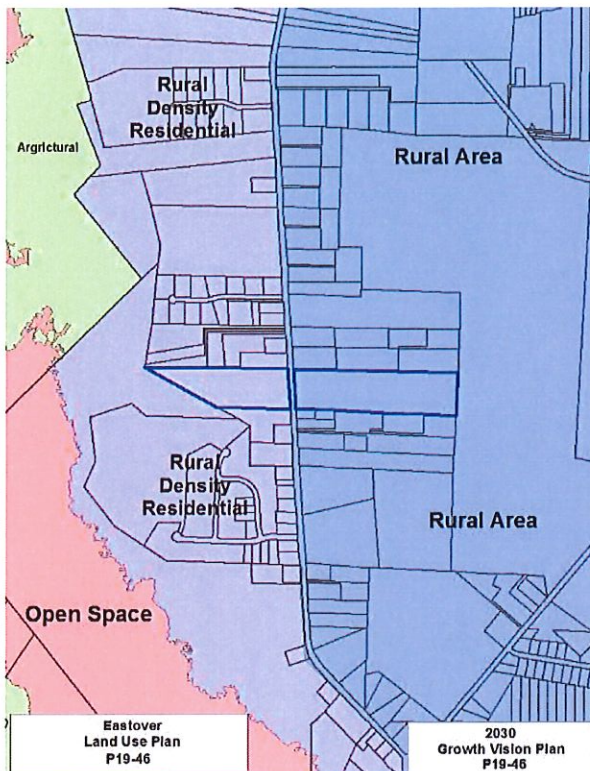 Rural
Density
Residential
Argrictural
Rural Area
Rural
Density
Residential
Rural Area
Open Space
Eastover
Land Use Plan
P19-46
2030
Growth Vision Plan
P19-46